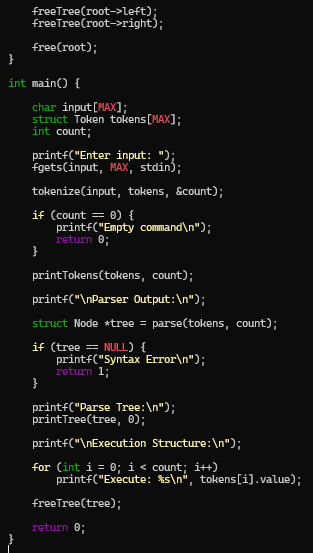 freeTree(root->left);
    freeTree(root->right);

    free(root);
}

int main() {

    char input[MAX];
    struct Token tokens[MAX];
    int count;

    printf("Enter input: ");
    fgets(input, MAX, stdin);

    tokenize(input, tokens, &count);

    if (count == 0) {
        printf("Empty command\n");
        return 0;
    }

    printTokens(tokens, count);

    printf("\nParser Output:\n");

    struct Node *tree = parse(tokens, count);

    if (tree == NULL) {
        printf("Syntax Error\n");
        return 1;
    }

    printf("Parse Tree:\n");
    printTree(tree, 0);

    printf("\nExecution Structure:\n");

    for (int i = 0; i < count; i++)
        printf("Execute: %s\n", tokens[i].value);

    freeTree(tree);

    return 0;
}